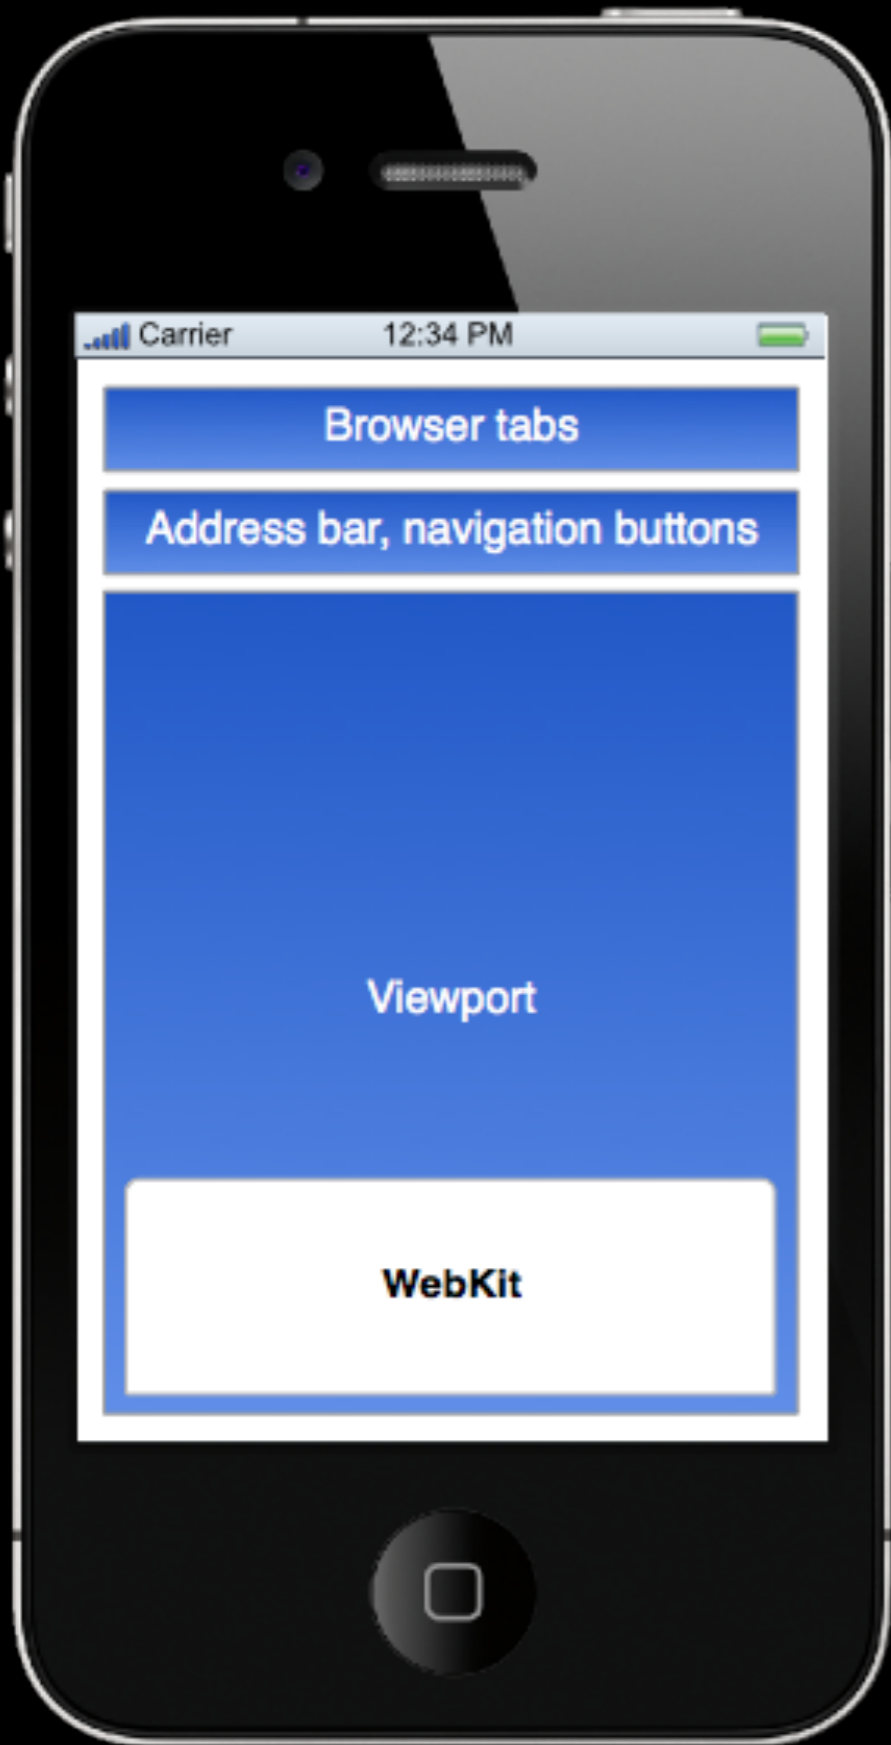 Carrier 12:34 PM
Browser tabs
Address bar, navigation buttons
Viewport
WebKit